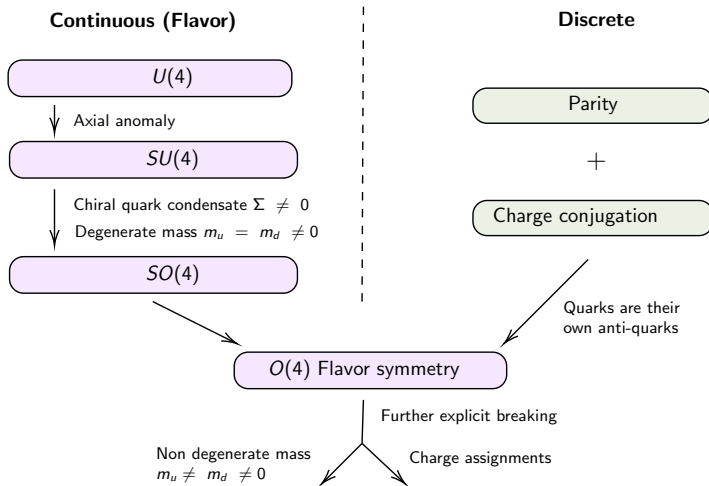 Continuous (Flavor)
Discrete
U(4)
Axial anomaly
SU(4)
Chiral quark condensate Σ ≠ 0
Degenerate mass m_u = m_d ≠ 0
SO(4)
Parity
+
Charge conjugation
Quarks are their
own anti-quarks
O(4) Flavor symmetry
Further explicit breaking
Non degenerate mass
m_u ≠ m_d ≠ 0
Charge assignments